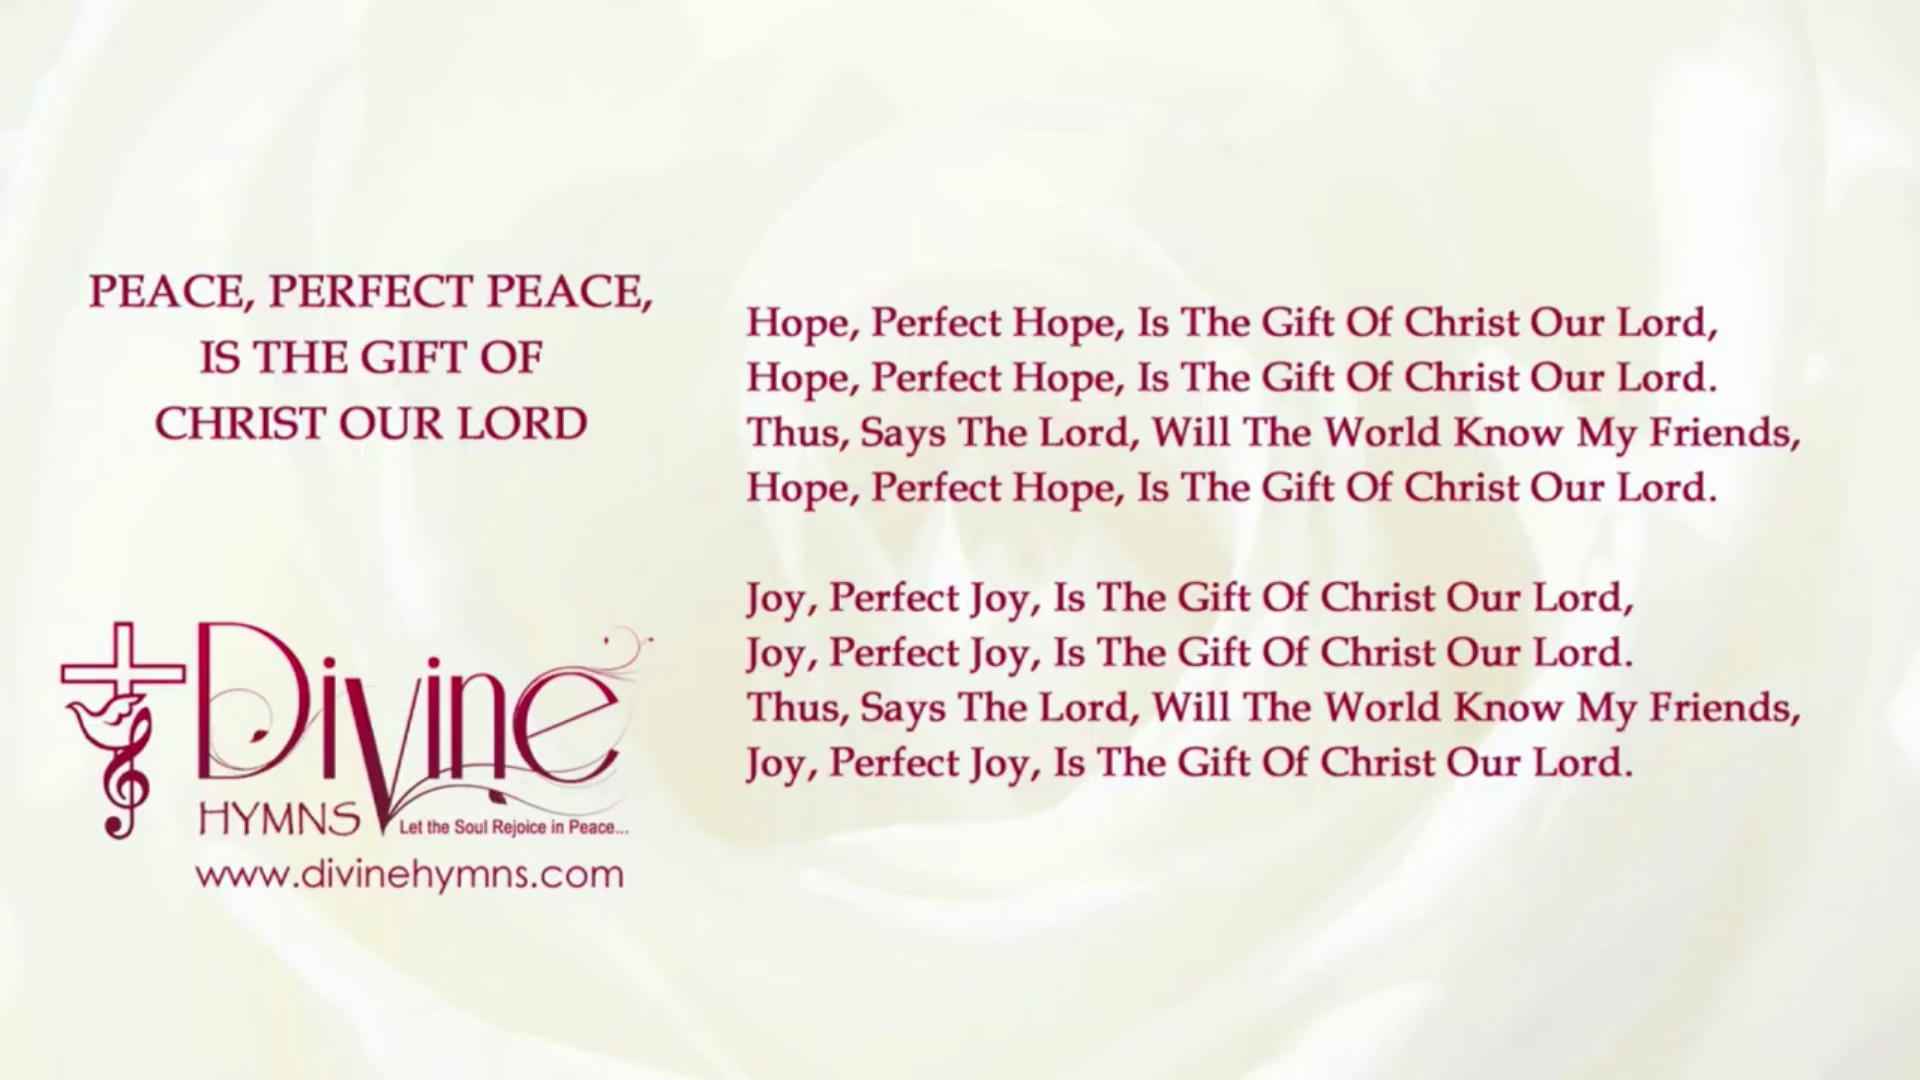 PEACE, PERFECT PEACE,
IS THE GIFT OF
CHRIST OUR LORD
Divine
HYMNS
Let the Soul Rejoice in Peace...
www.divinehymns.com
Hope, Perfect Hope, Is The Gift Of Christ Our Lord,
Hope, Perfect Hope, Is The Gift Of Christ Our Lord.
Thus, Says The Lord, Will The World Know My Friends,
Hope, Perfect Hope, Is The Gift Of Christ Our Lord.
Joy, Perfect Joy, Is The Gift Of Christ Our Lord,
Joy, Perfect Joy, Is The Gift Of Christ Our Lord.
Thus, Says The Lord, Will The World Know My Friends,
Joy, Perfect Joy, Is The Gift Of Christ Our Lord.